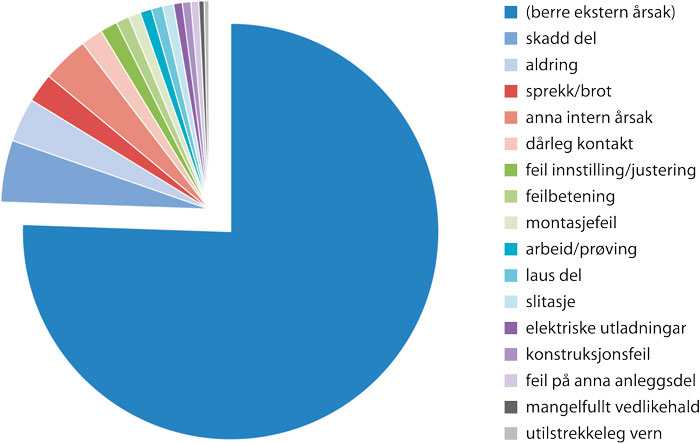 (berre ekstern årsak)
skadd del
aldring
sprekk/brot
anna intern årsak
dårleg kontakt
feil innstilling/justering
feilbetening
montasjefeil
arbeid/prøving
laus del
slitasje
elektriske utladningar
konstruksjonsfeil
feil på anna anleggsdel
mangelfullt vedlikehald
utilstrekkeleg vern